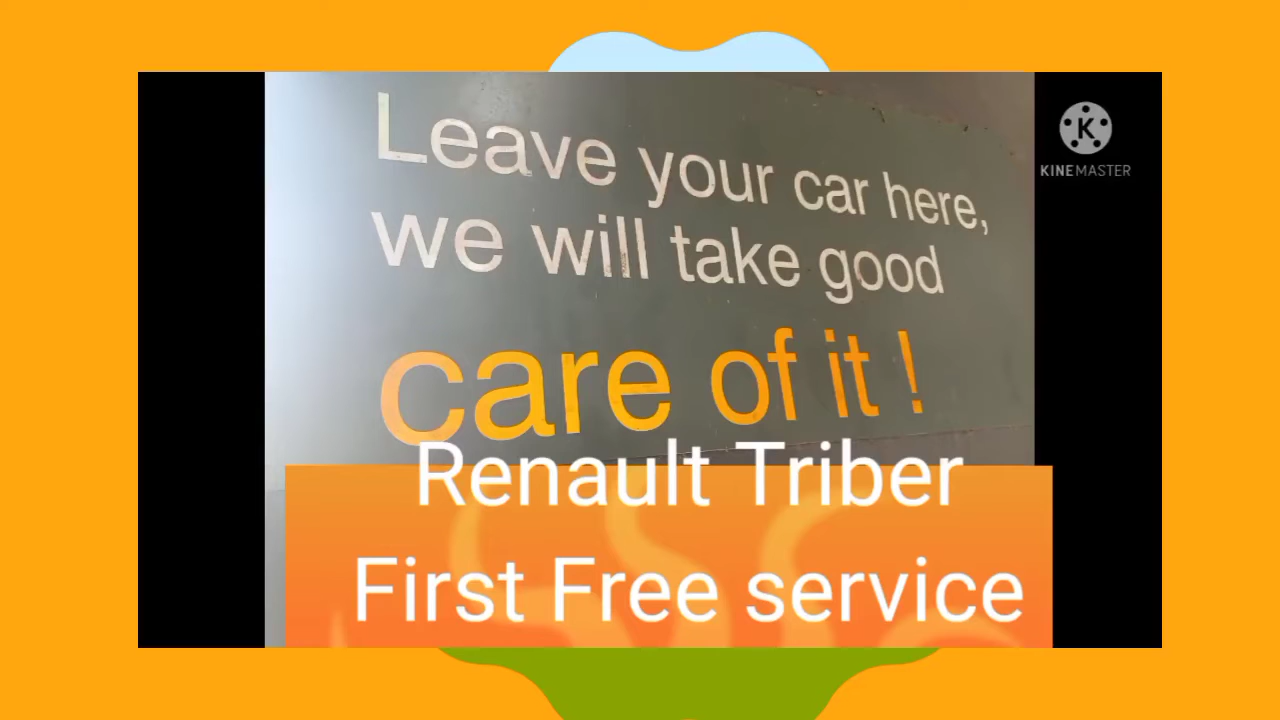 Leave your car here,
we will take good
care of it !
K
KINEMASTER
Renault Triber
First Free service